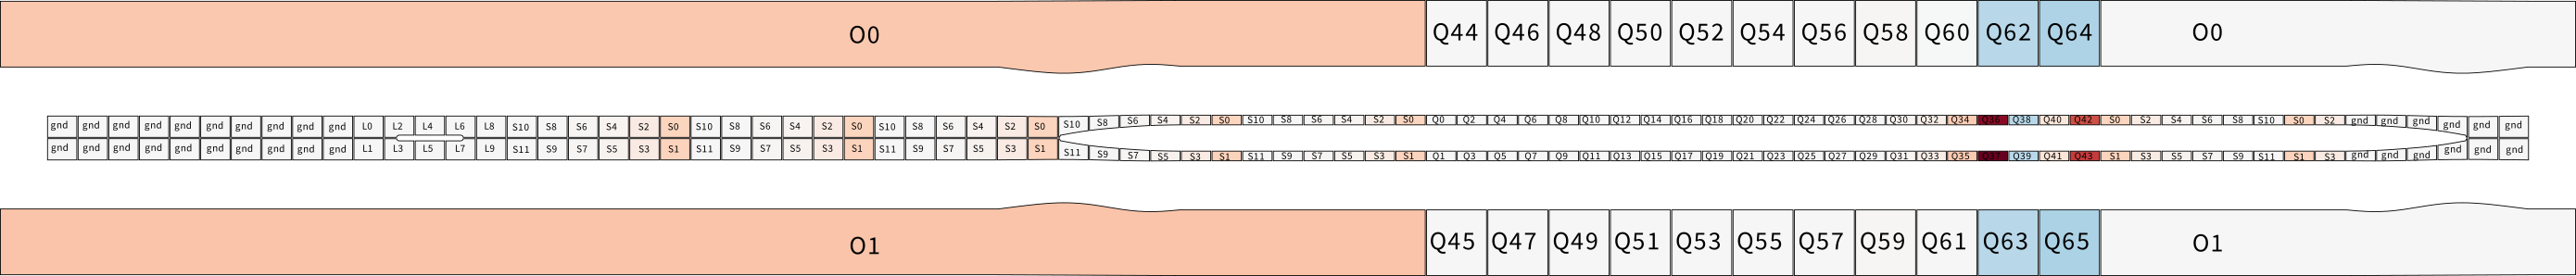 O0 Q44 Q46 Q48 Q50 Q52 Q54 Q56 Q58 Q60 Q62 Q64 O0
gnd gnd gnd gnd gnd gnd gnd gnd gnd gnd L0 L2 L4 L6 L8 S10 S8 S6 S4 S2 S0 S10 S8 S6 S4 S2 S0 S10 S8 S6 S4 S2 S0 S10 S8 S6 S4 S2 S0 S10 S8 S6 S4 S2 S0 Q0 Q2 Q4 Q6 Q8 Q10 Q12 Q14 Q16 Q18 Q20 Q22 Q24 Q26 Q28 Q30 Q32 Q34 Q36 Q38 Q40 Q42 S0 S2 S4 S6 S8 S10 S0 S2 gnd gnd gnd gnd gnd gnd
gnd gnd gnd gnd gnd gnd gnd gnd gnd gnd L1 L3 L5 L7 L9 S11 S9 S7 S5 S3 S1 S11 S9 S7 S5 S3 S1 S11 S9 S7 S5 S3 S1 S11 S9 S7 S5 S3 S1 S11 S9 S7 S5 S3 S1 Q1 Q3 Q5 Q7 Q9 Q11 Q13 Q15 Q17 Q19 Q21 Q23 Q25 Q27 Q29 Q31 Q33 Q35 Q37 Q39 Q41 Q43 S1 S3 S5 S7 S9 S11 S1 S3 gnd gnd gnd gnd gnd gnd
O1 Q45 Q47 Q49 Q51 Q53 Q55 Q57 Q59 Q61 Q63 Q65 O1